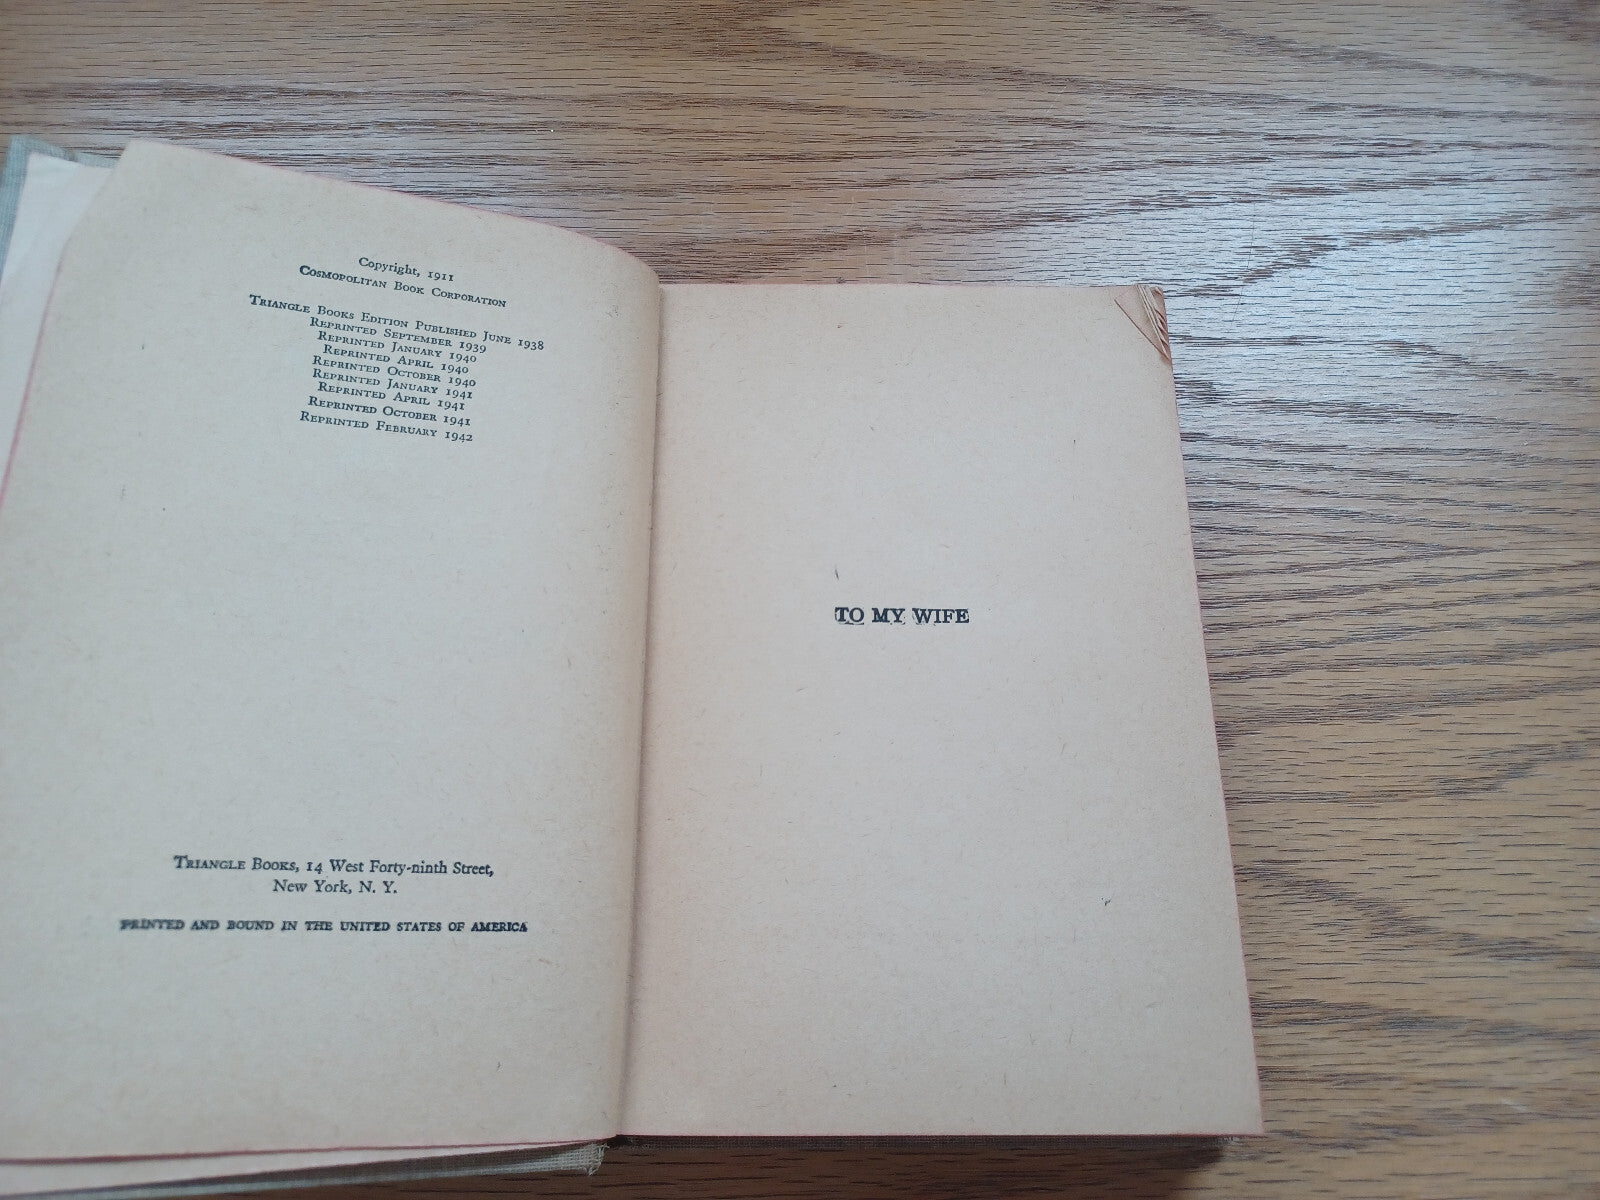 Copyright, 1911
Cosmopolitan Book Corporation
Triangle Books Edition Published June 1938
Reprinted September 1939
Reprinted January 1940
Reprinted April 1940
Reprinted October 1940
Reprinted January 1941
Reprinted April 1941
Reprinted October 1941
Reprinted February 1942
Triangle Books, 14 West Forty-ninth Street,
New York, N. Y.
PRINTED AND BOUND IN THE UNITED STATES OF AMERICA
TO MY WIFE